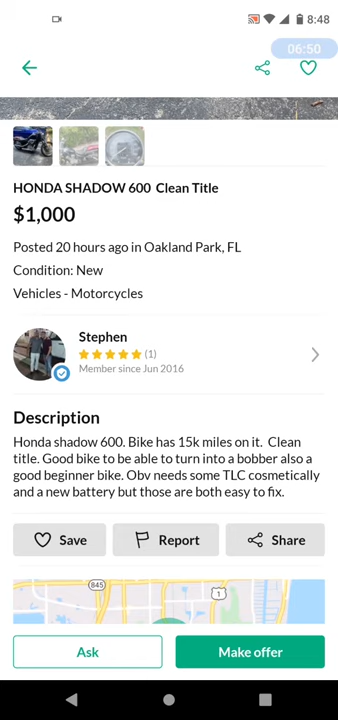 8:48
06:50
HONDA SHADOW 600 Clean Title
$1,000
Posted 20 hours ago in Oakland Park, FL
Condition: New
Vehicles - Motorcycles
Stephen
(1)
Member since Jun 2016
Description
Honda shadow 600. Bike has 15k miles on it. Clean
title. Good bike to be able to turn into a bobber also a
good beginner bike. Obv needs some TLC cosmetically
and a new battery but those are both easy to fix.
Save
Report
Share
845
1
Ask
Make offer